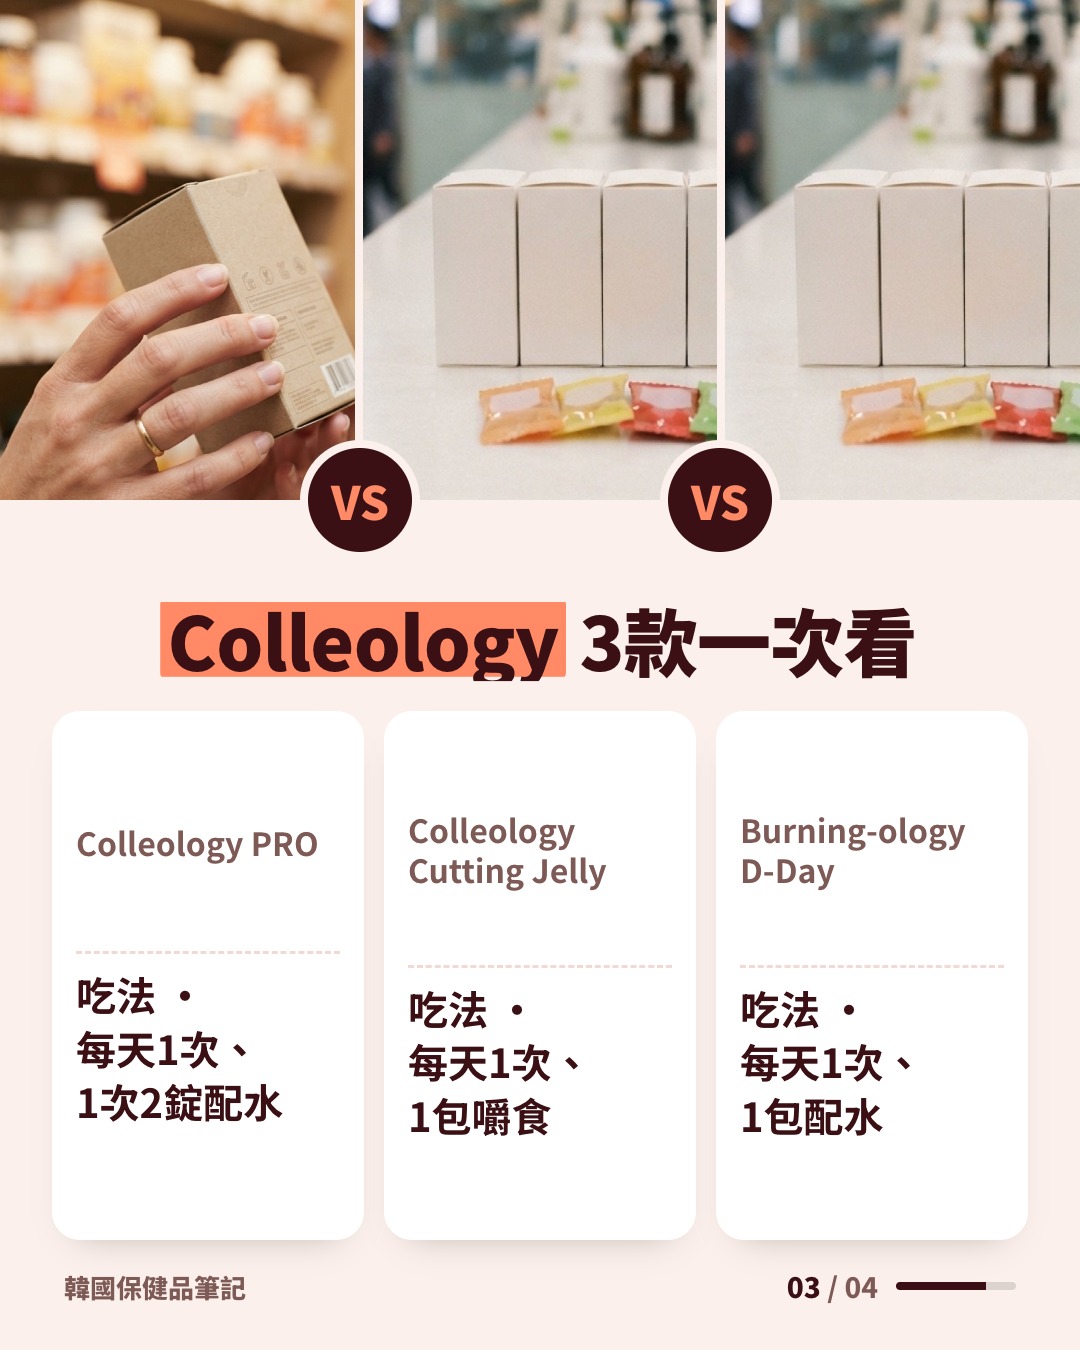 VS
VS
Colleology 3款一次看
Colleology PRO
吃法 ・
每天1次、
1次2錠配水
Colleology
Cutting Jelly
吃法 ・
每天1次、
1包嚼食
Burning-ology
D-Day
吃法 ・
每天1次、
1包配水
韓國保健品筆記
03 / 04